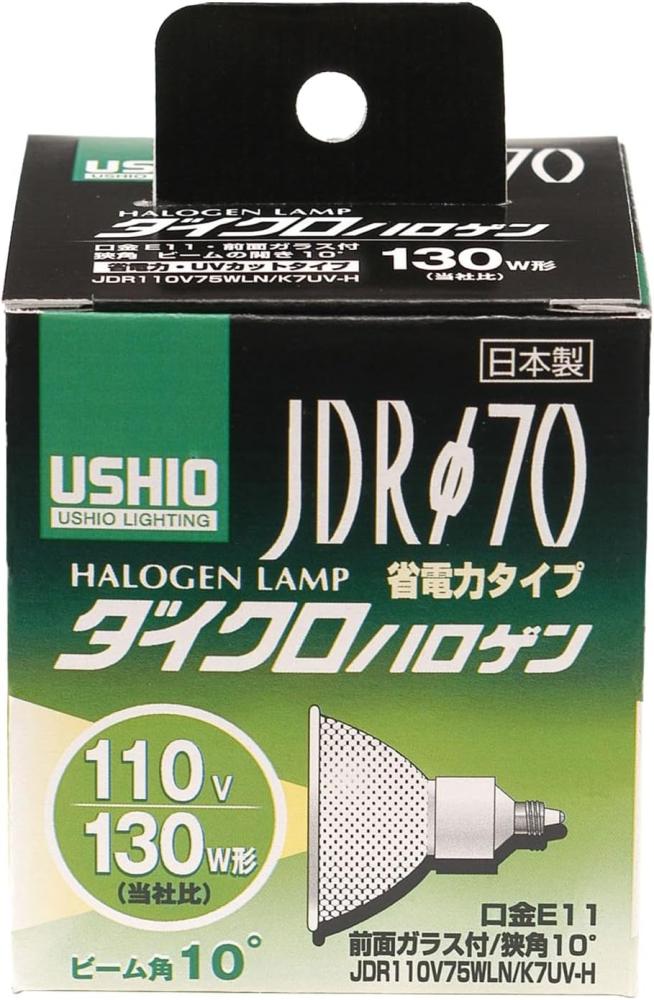 USHIO
USHIO
70
HALOGEN LAMP
ダイクロハロゲン
口金E11・前面ガラス付
狭角 ビームの開き10°
省電力・UVカットタイプ
JDR110V75WLN/K7UV-H
130W形
(当社比)
日本製
USHIO
USHIO LIGHTING
JDRφ70
HALOGEN LAMP
省電力タイプ
ダイクロハロゲン
110V
130W形
(当社比)
ビーム角10°
口金E11
前面ガラス付/狭角10°
JDR110V75WLN/K7UV-H